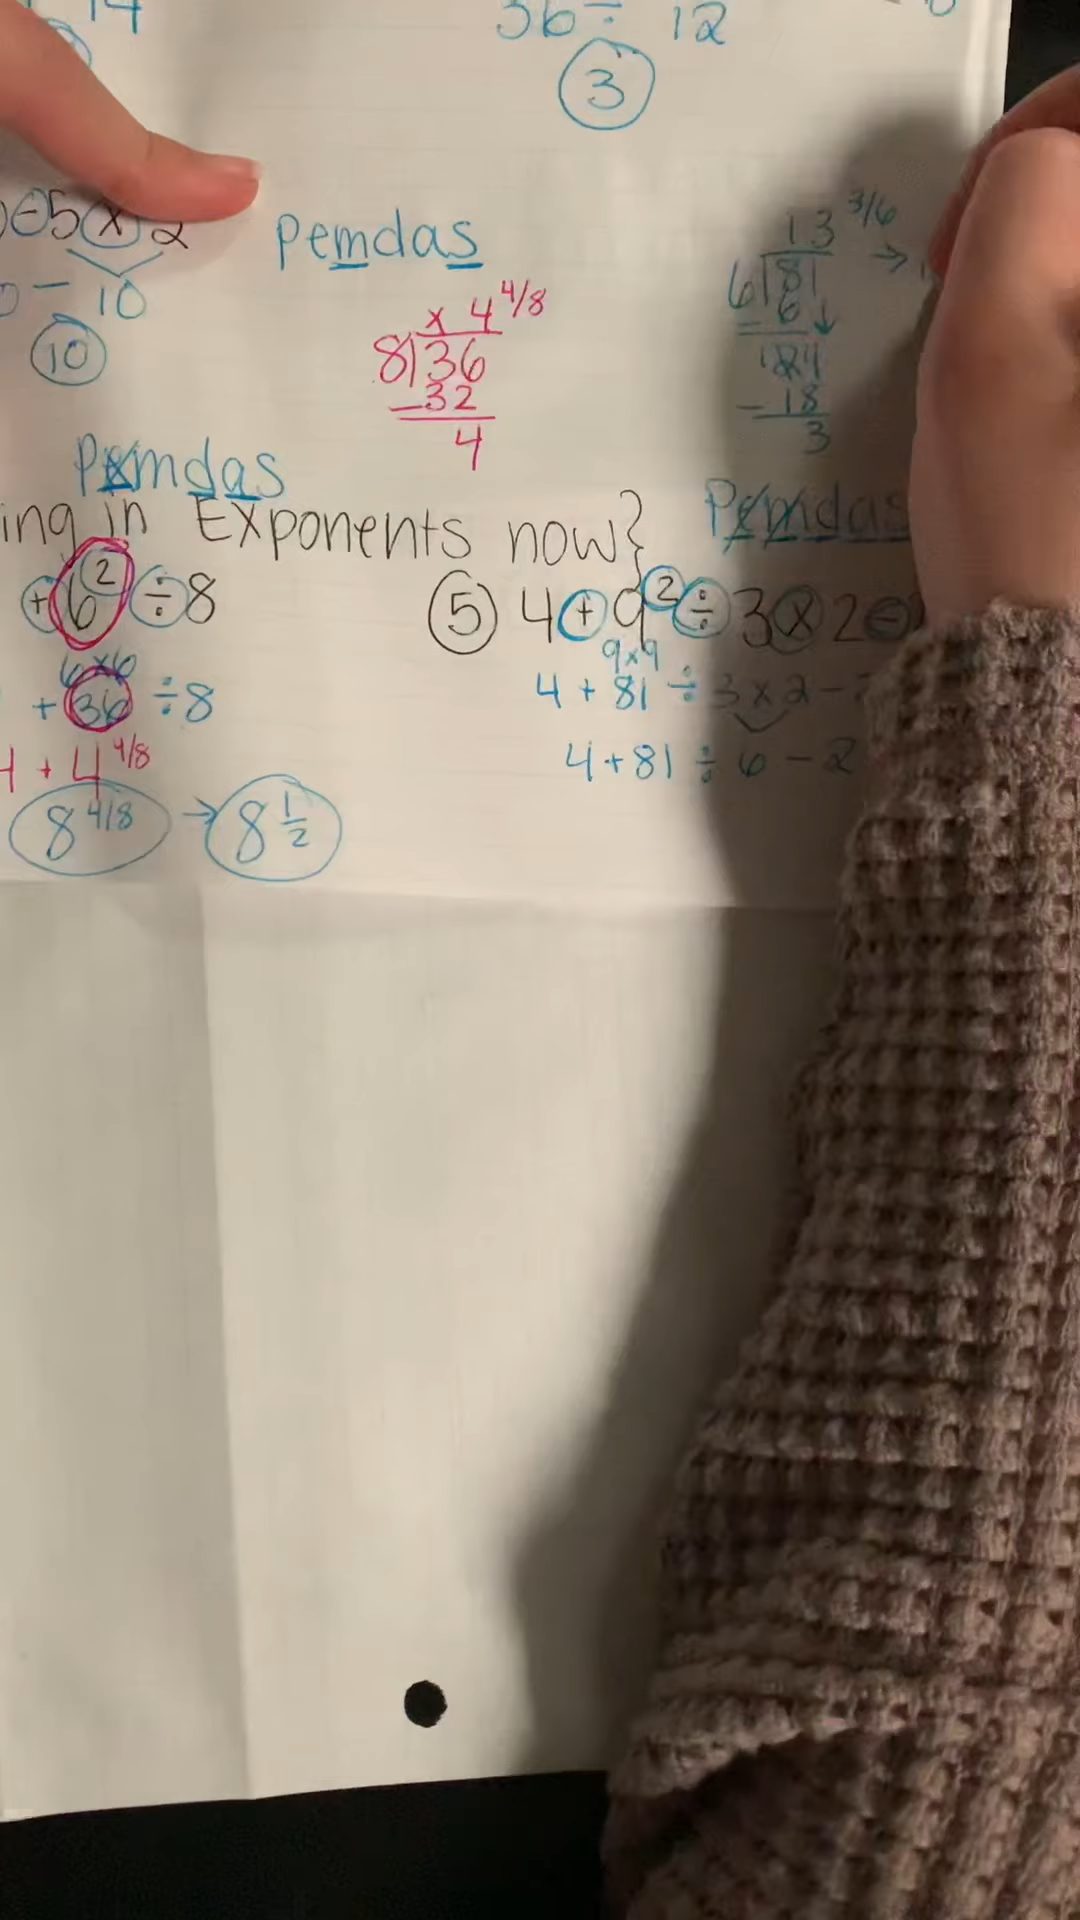 14
36 ÷ 12
3
-5 x 2
- 10
10
pemdas
x 4 4/8
8)36
-32
4
13 3/6 →
6)81
-6↓
21
-18
3
Pemdas
ing in Exponents now}
Pemdas
+ 6² ÷ 8
6x6
+ 36 ÷ 8
4 + 4 4/8
8 4/8 → 8 1/2
5 4 + 9² ÷ 3 x 2 -
9x9
4 + 81 ÷ 3 x 2 -
4 + 81 ÷ 6 - 2